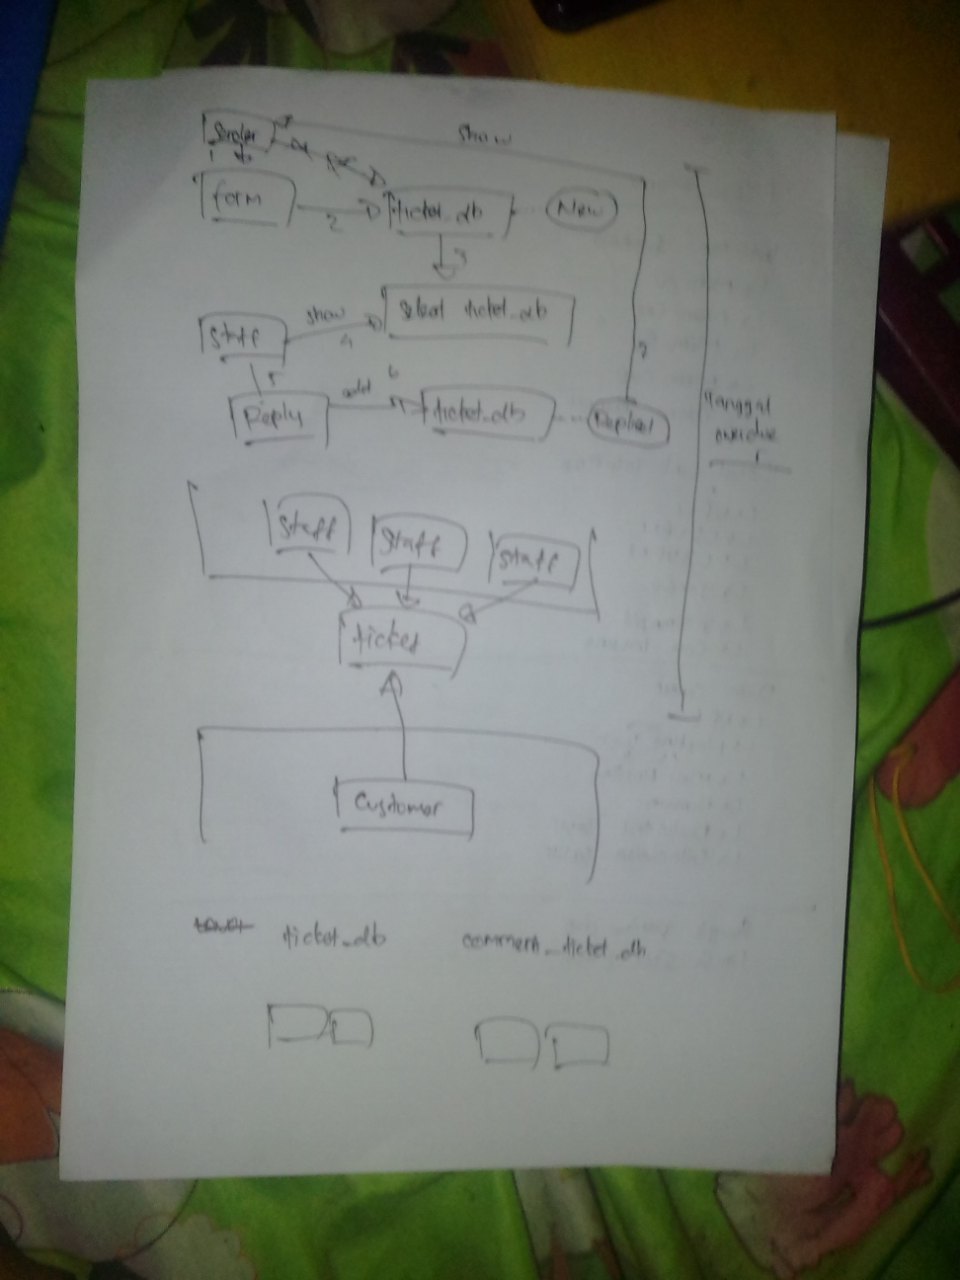 Sender
show
1
form
2
ticket_db
New
3
Staff
show
4
Select ticket_db
5
7
Reply
add
6
ticket_db
Replied
Tanggal
overdue
Staff
Staff
Staff
ticket
Customer
ticket_db
comment_ticket_db